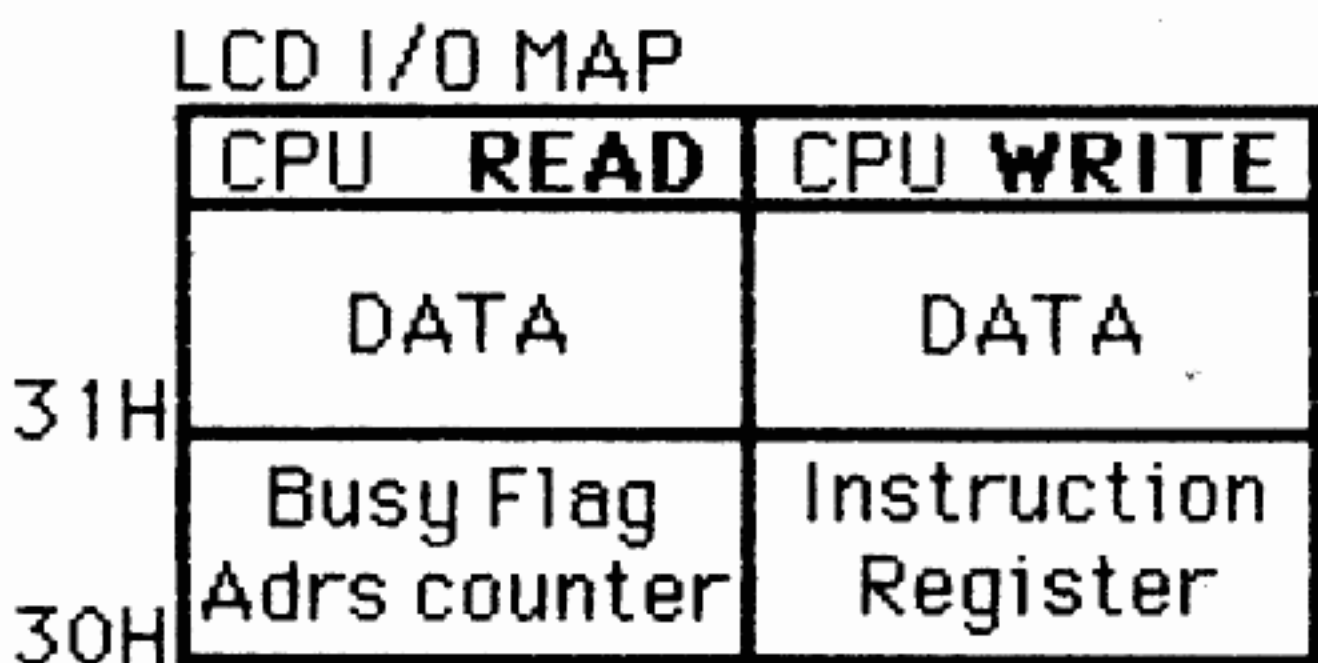 LCD I/O MAP
CPU READ CPU WRITE
DATA DATA
31H
Busy Flag Instruction
Adrs counter Register
30H